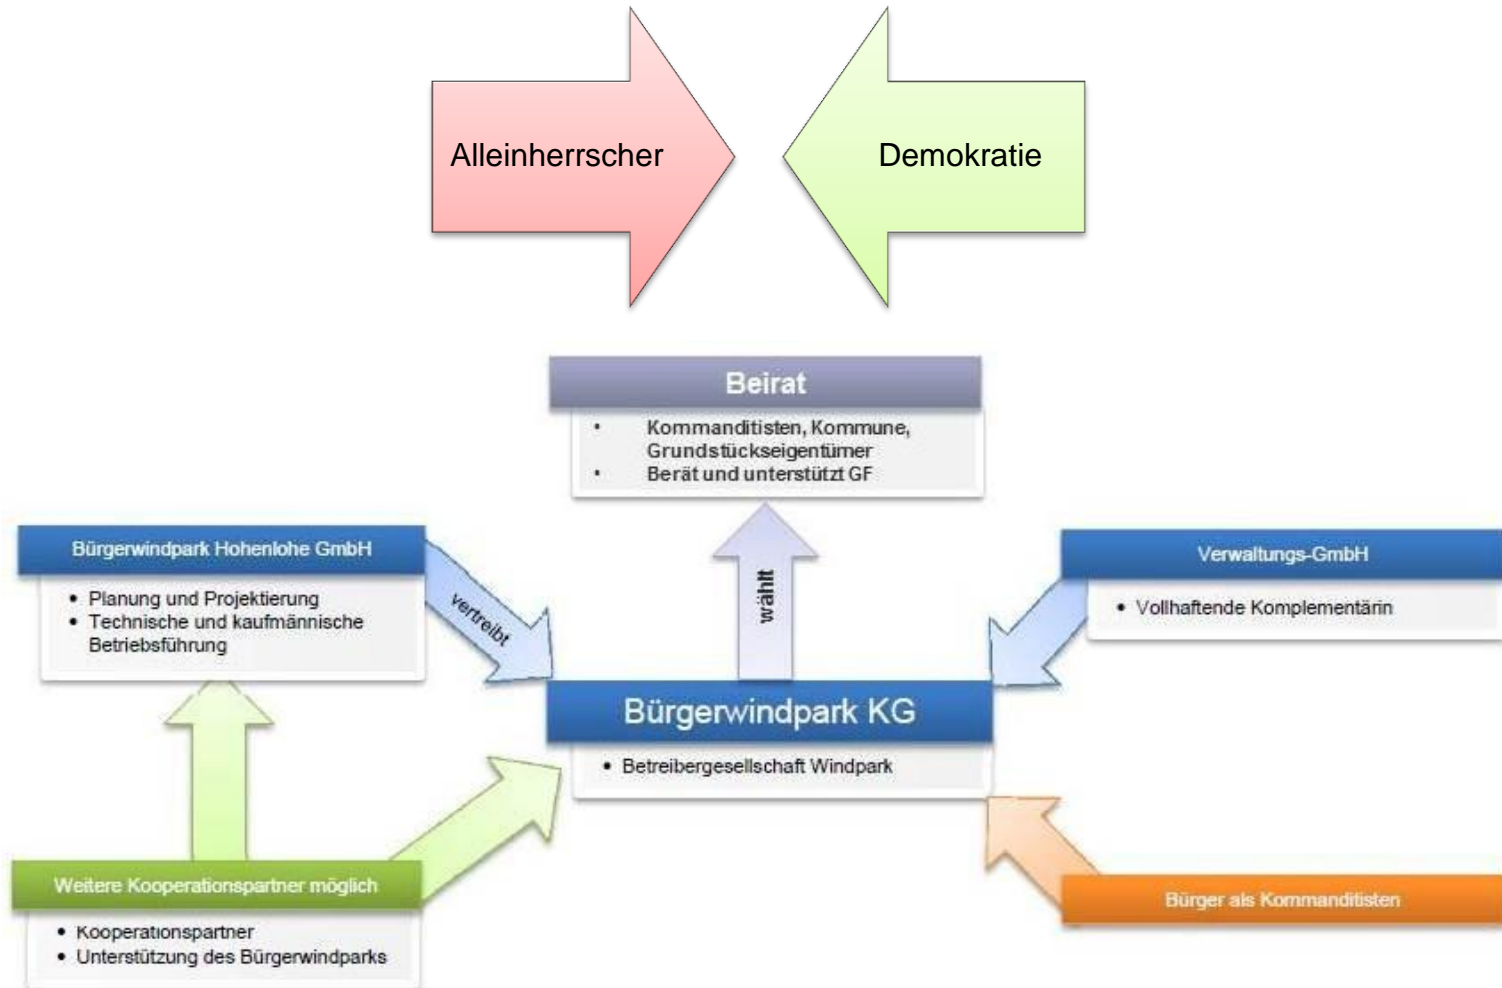 Alleinherrscher
Demokratie
Beirat
• Kommanditisten, Kommune,
Grundstückseigentümer
• Berät und unterstützt GF
Bürgerwindpark Hohenlohe GmbH
• Planung und Projektierung
• Technische und kaufmännische
Betriebsführung
vertreibt
wählt
Verwaltungs-GmbH
• Vollhaftende Komplementärin
Bürgerwindpark KG
• Betreibergesellschaft Windpark
Weitere Kooperationspartner möglich
• Kooperationspartner
• Unterstützung des Bürgerwindparks
Bürger als Kommanditisten